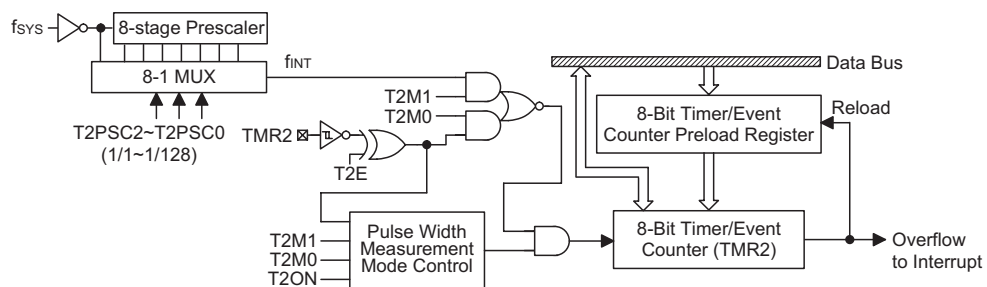 fSYS
8-stage Prescaler
8-1 MUX
fINT
T2PSC2~T2PSC0
(1/1~1/128)
T2M1
T2M0
TMR2
T2E
T2M1
T2M0
T2ON
Pulse Width
Measurement
Mode Control
Data Bus
8-Bit Timer/Event
Counter Preload Register
Reload
8-Bit Timer/Event
Counter (TMR2)
Overflow
to Interrupt